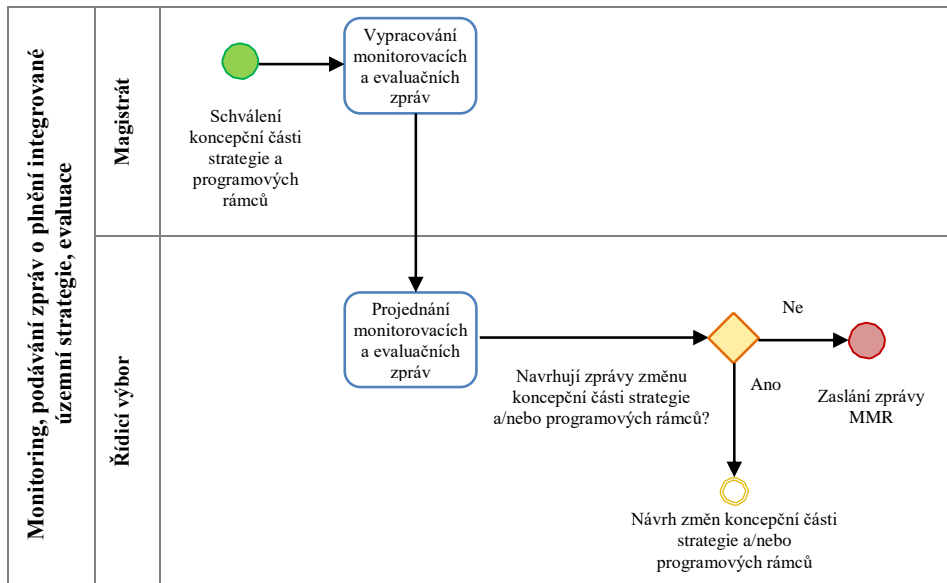 Monitoring, podávání zpráv o plnění integrované
územní strategie, evaluace
Magistrát
Schválení
koncepční části
strategie a
programových
rámců
Vypracování
monitorovacích
a evaluačních
zpráv
Řídicí výbor
Projednání
monitorovacích
a evaluačních
zpráv
Navrhují zprávy změnu
koncepční části strategie
a/nebo programových rámců?
Ne
Ano
Zaslání zprávy
MMR
Návrh změn koncepční části
strategie a/nebo
programových rámců